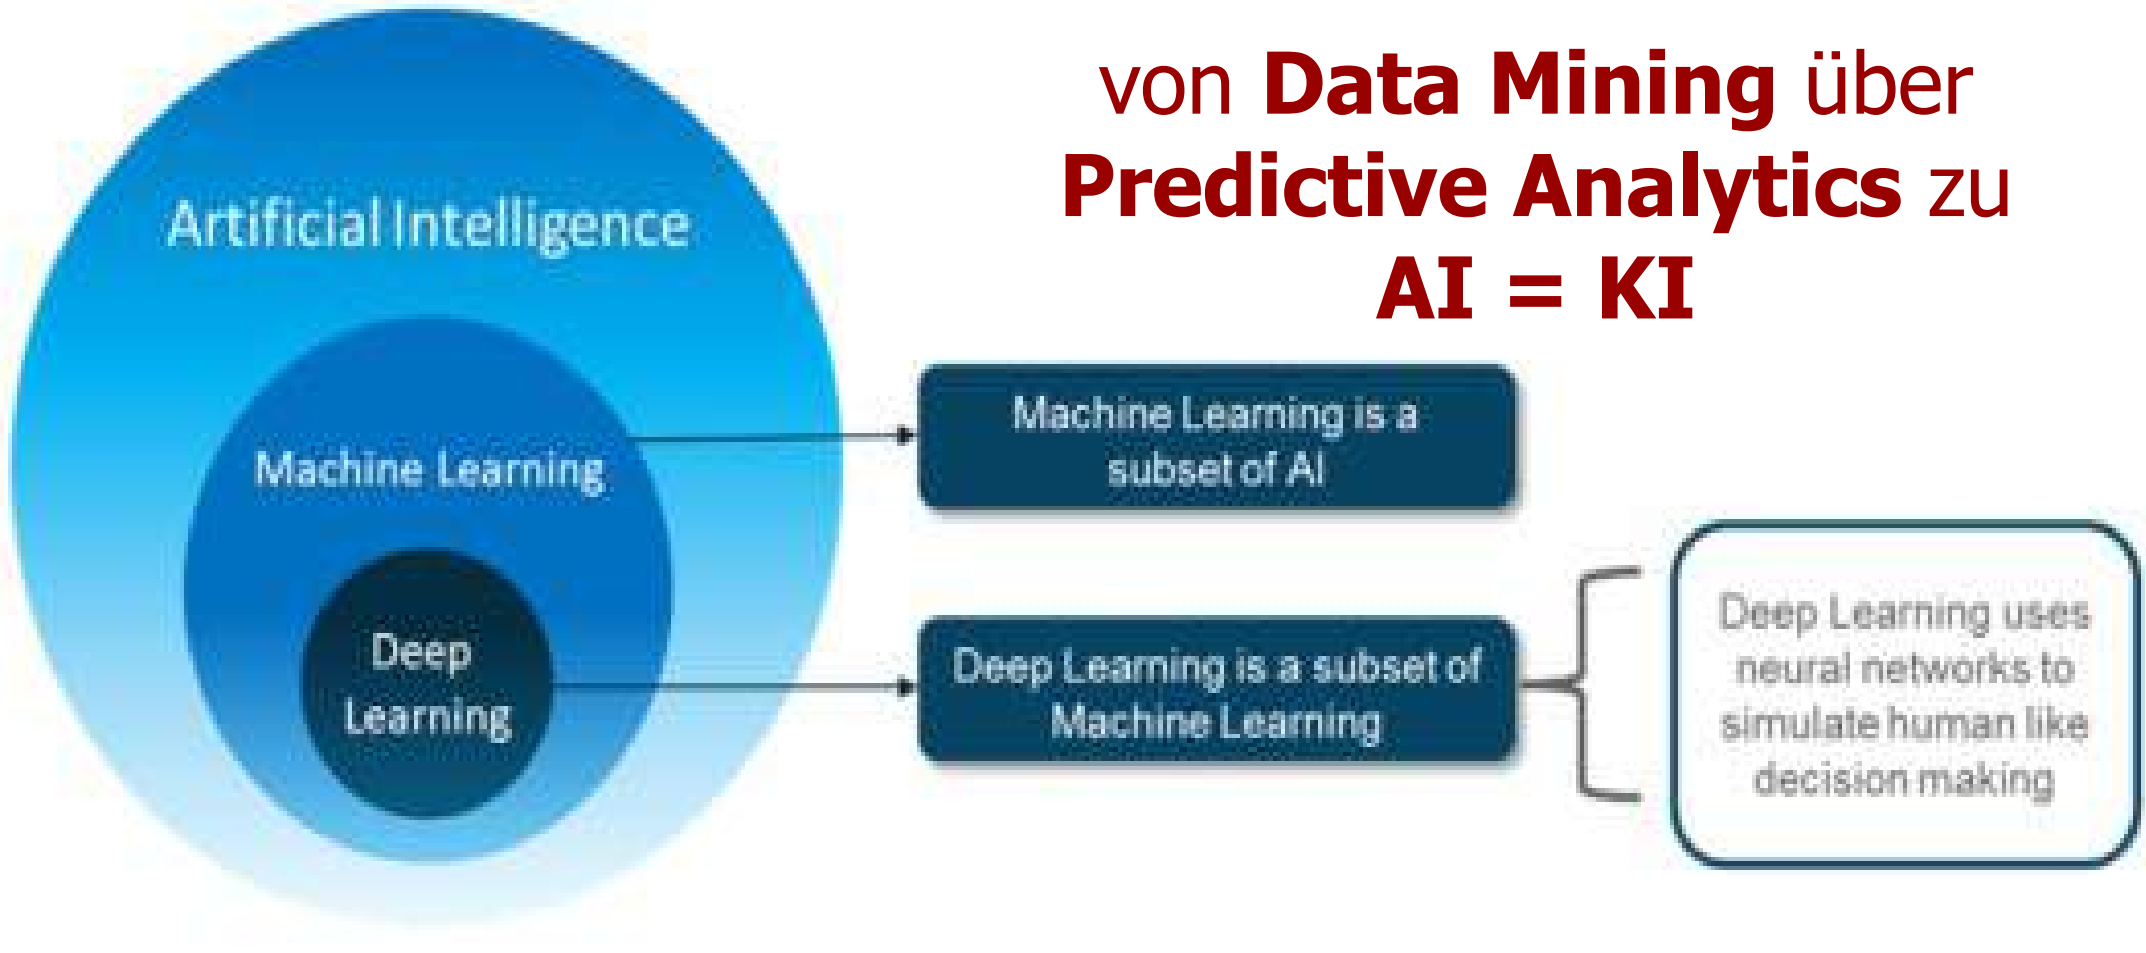 von Data Mining über
Predictive Analytics zu
AI = KI
Artificial Intelligence
Machine Learning
Deep
Learning
Machine Learning is a
subset of AI
Deep Learning is a subset of
Machine Learning
Deep Learning uses
neural networks to
simulate human like
decision making